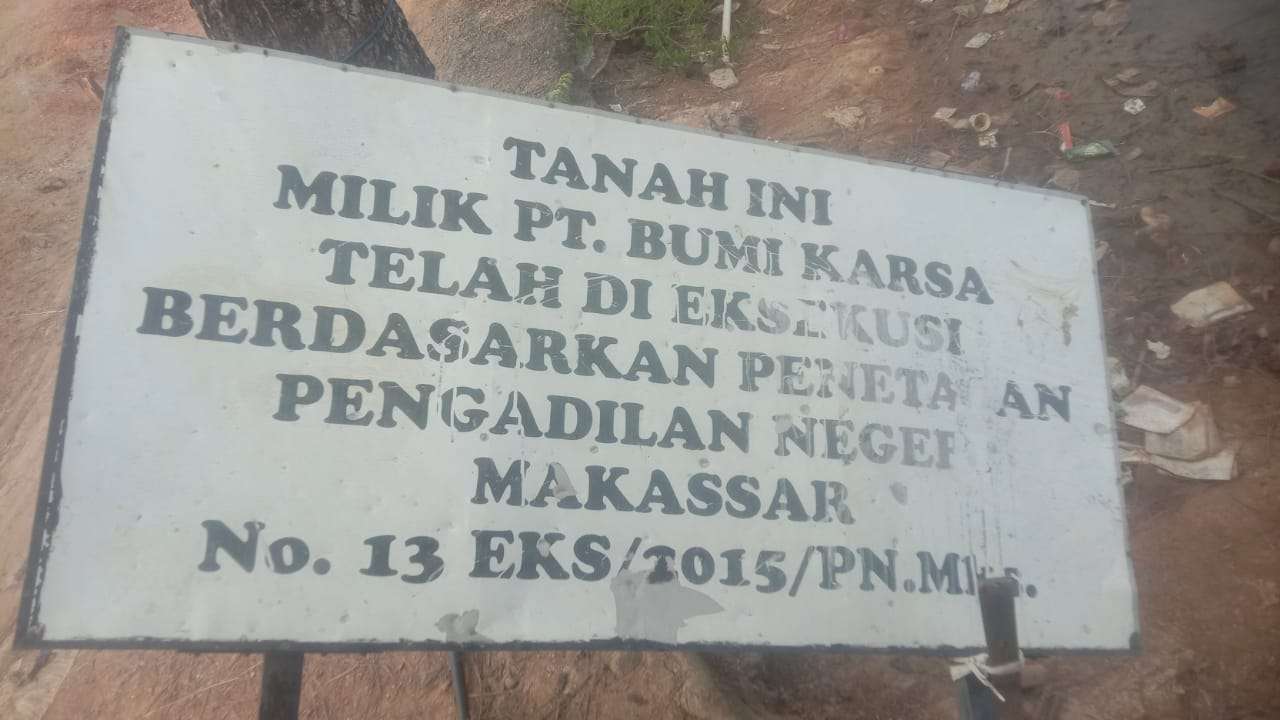 TANAH INI
MILIK PT. BUMI KARSA
TELAH DI EKSEKUSI
BERDASARKAN PENETAPAN
PENGADILAN NEGERI
MAKASSAR
No. 13 EKS/2015/PN.Mks.